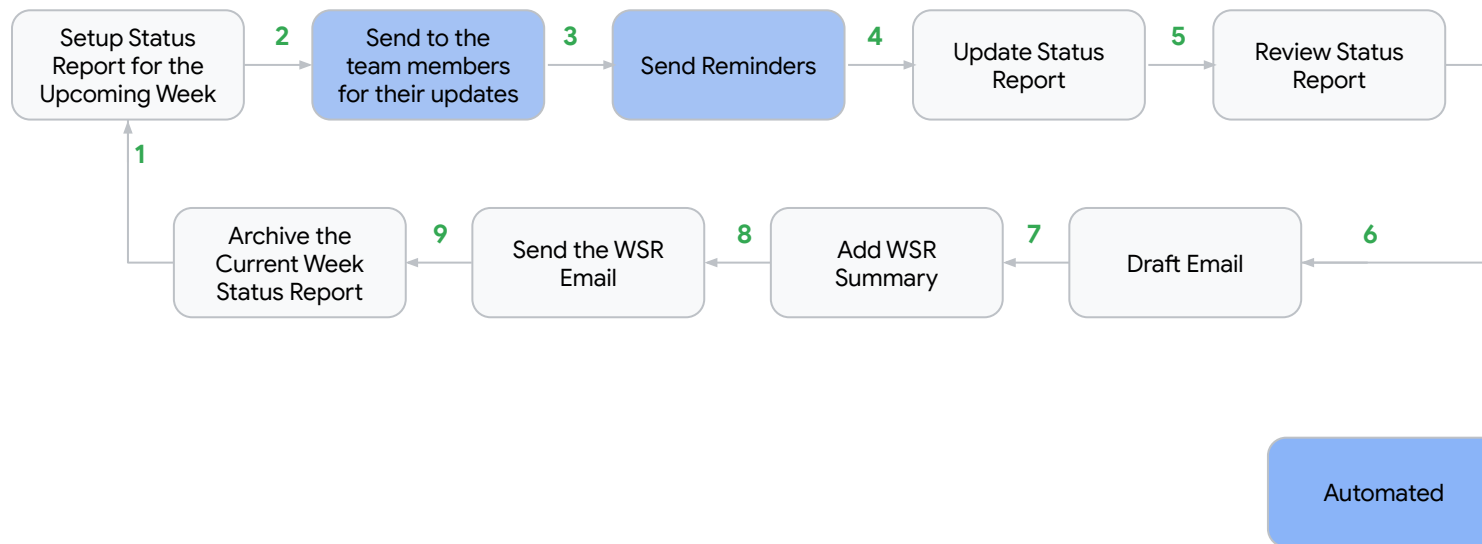 Setup Status
Report for the
Upcoming Week
2
Send to the
team members
for their updates
3
Send Reminders
4
Update Status
Report
5
Review Status
Report
1
Archive the
Current Week
Status Report
9
Send the WSR
Email
8
Add WSR
Summary
7
Draft Email
6
Automated